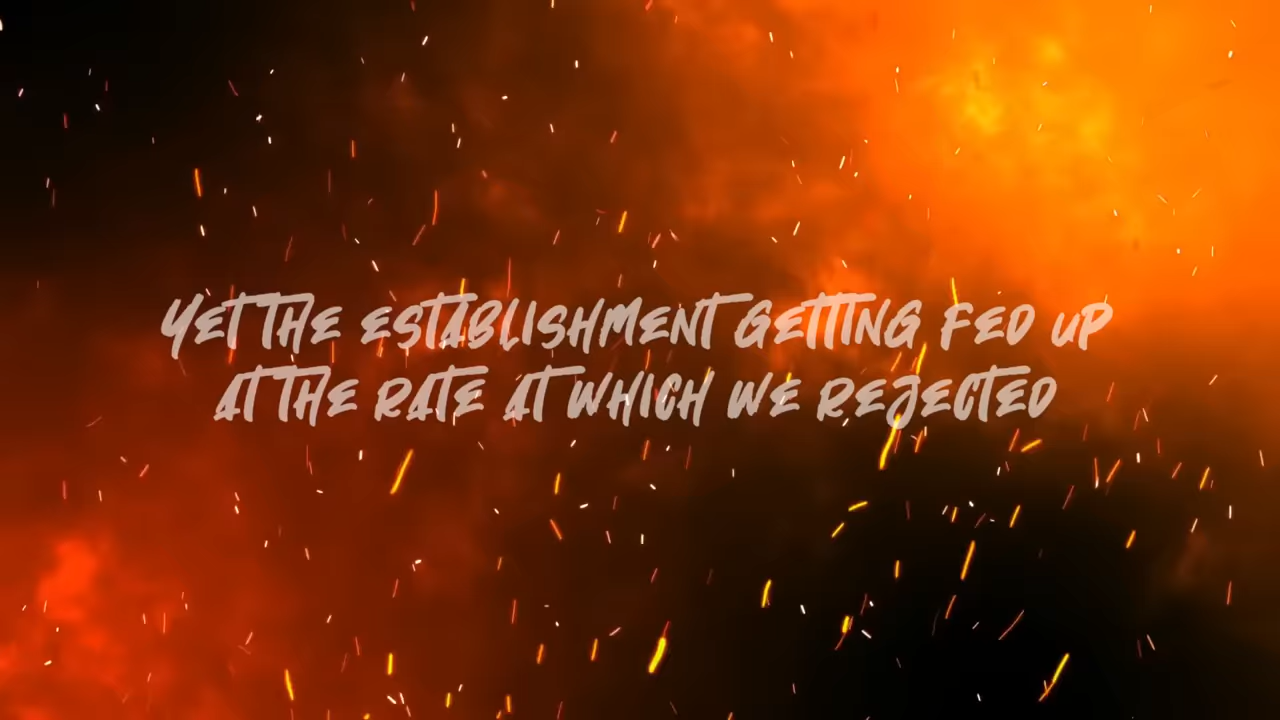 YET THE ESTABLISHMENT GETTING FED UP
AT THE RATE AT WHICH WE REJECTED